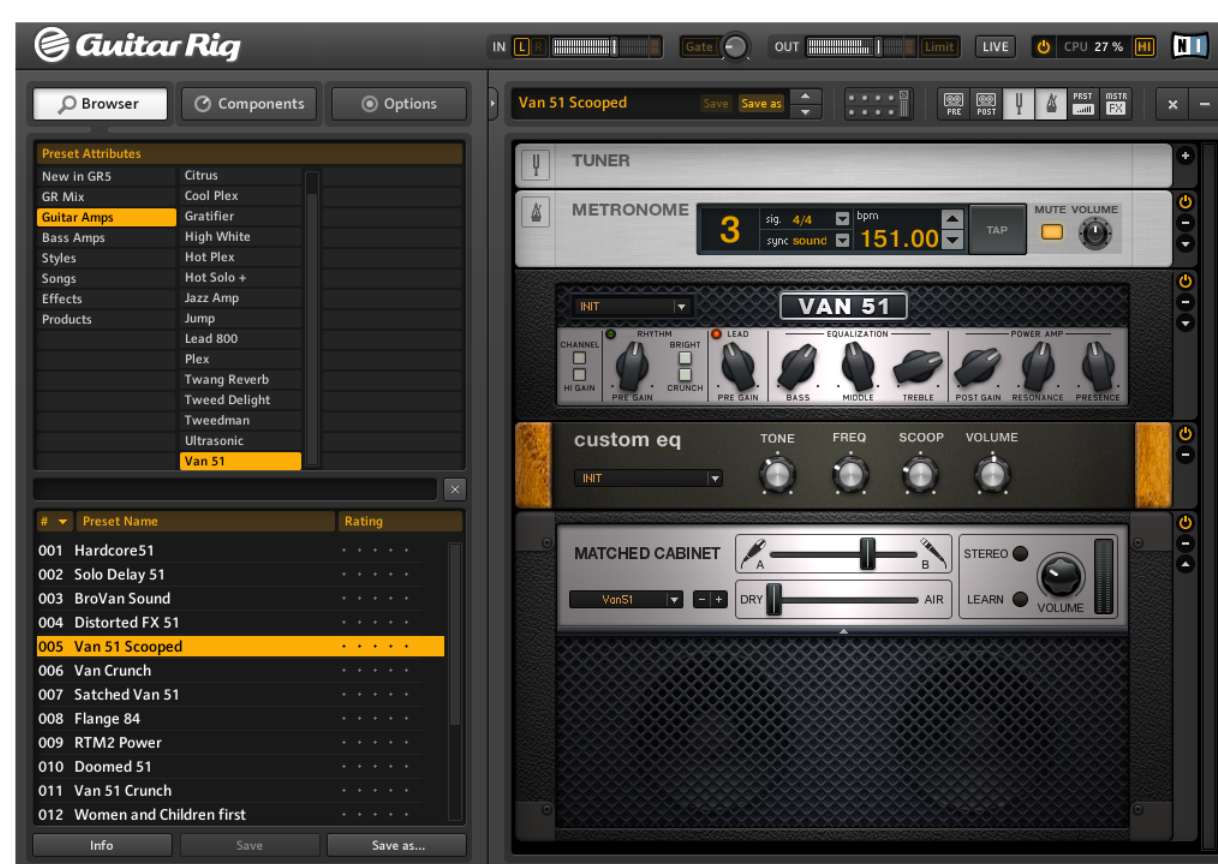 Guitar Rig
IN L R Gate OUT Limit LIVE CPU 27 % HI N I
Browser Components Options
Van 51 Scooped Save Save as PRE POST PRST MSTR FX
Preset Attributes
New in GR5 Citrus
GR Mix Cool Plex
Guitar Amps Gratifier
Bass Amps High White
Styles Hot Plex
Songs Hot Solo +
Effects Jazz Amp
Products Jump
Lead 800
Plex
Twang Reverb
Tweed Delight
Tweedman
Ultrasonic
Van 51
# Preset Name Rating
001 Hardcore51
002 Solo Delay 51
003 BroVan Sound
004 Distorted FX 51
005 Van 51 Scooped
006 Van Crunch
007 Satched Van 51
008 Flange 84
009 RTM2 Power
010 Doomed 51
011 Van 51 Crunch
012 Women and Children first
Info Save Save as...
TUNER
METRONOME 3 sig. 4/4 bpm
sync sound 151.00 TAP MUTE VOLUME
INIT VAN 51
CHANNEL RHYTHM BRIGHT LEAD EQUALIZATION POWER AMP
HI GAIN PRE GAIN CRUNCH PRE GAIN BASS MIDDLE TREBLE POST GAIN RESONANCE PRESENCE
custom eq TONE FREQ SCOOP VOLUME
INIT
MATCHED CABINET A B STEREO
Van51 - + DRY AIR LEARN VOLUME